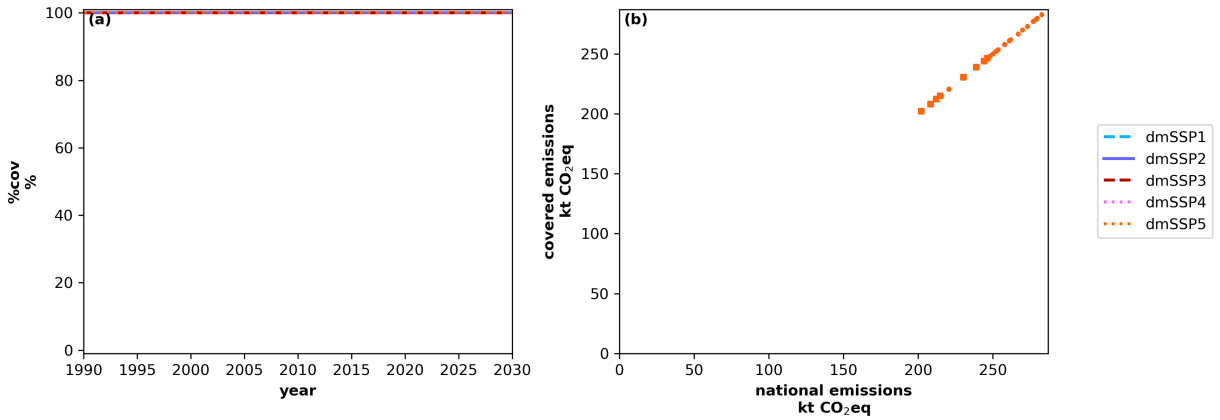 (a)
100
80
60
40
20
0
%cov
%
1990 1995 2000 2005 2010 2015 2020 2025 2030
year
(b)
250
200
150
100
50
0
covered emissions
kt CO₂eq
0 50 100 150 200 250
national emissions
kt CO₂eq
dmSSP1
dmSSP2
dmSSP3
dmSSP4
dmSSP5